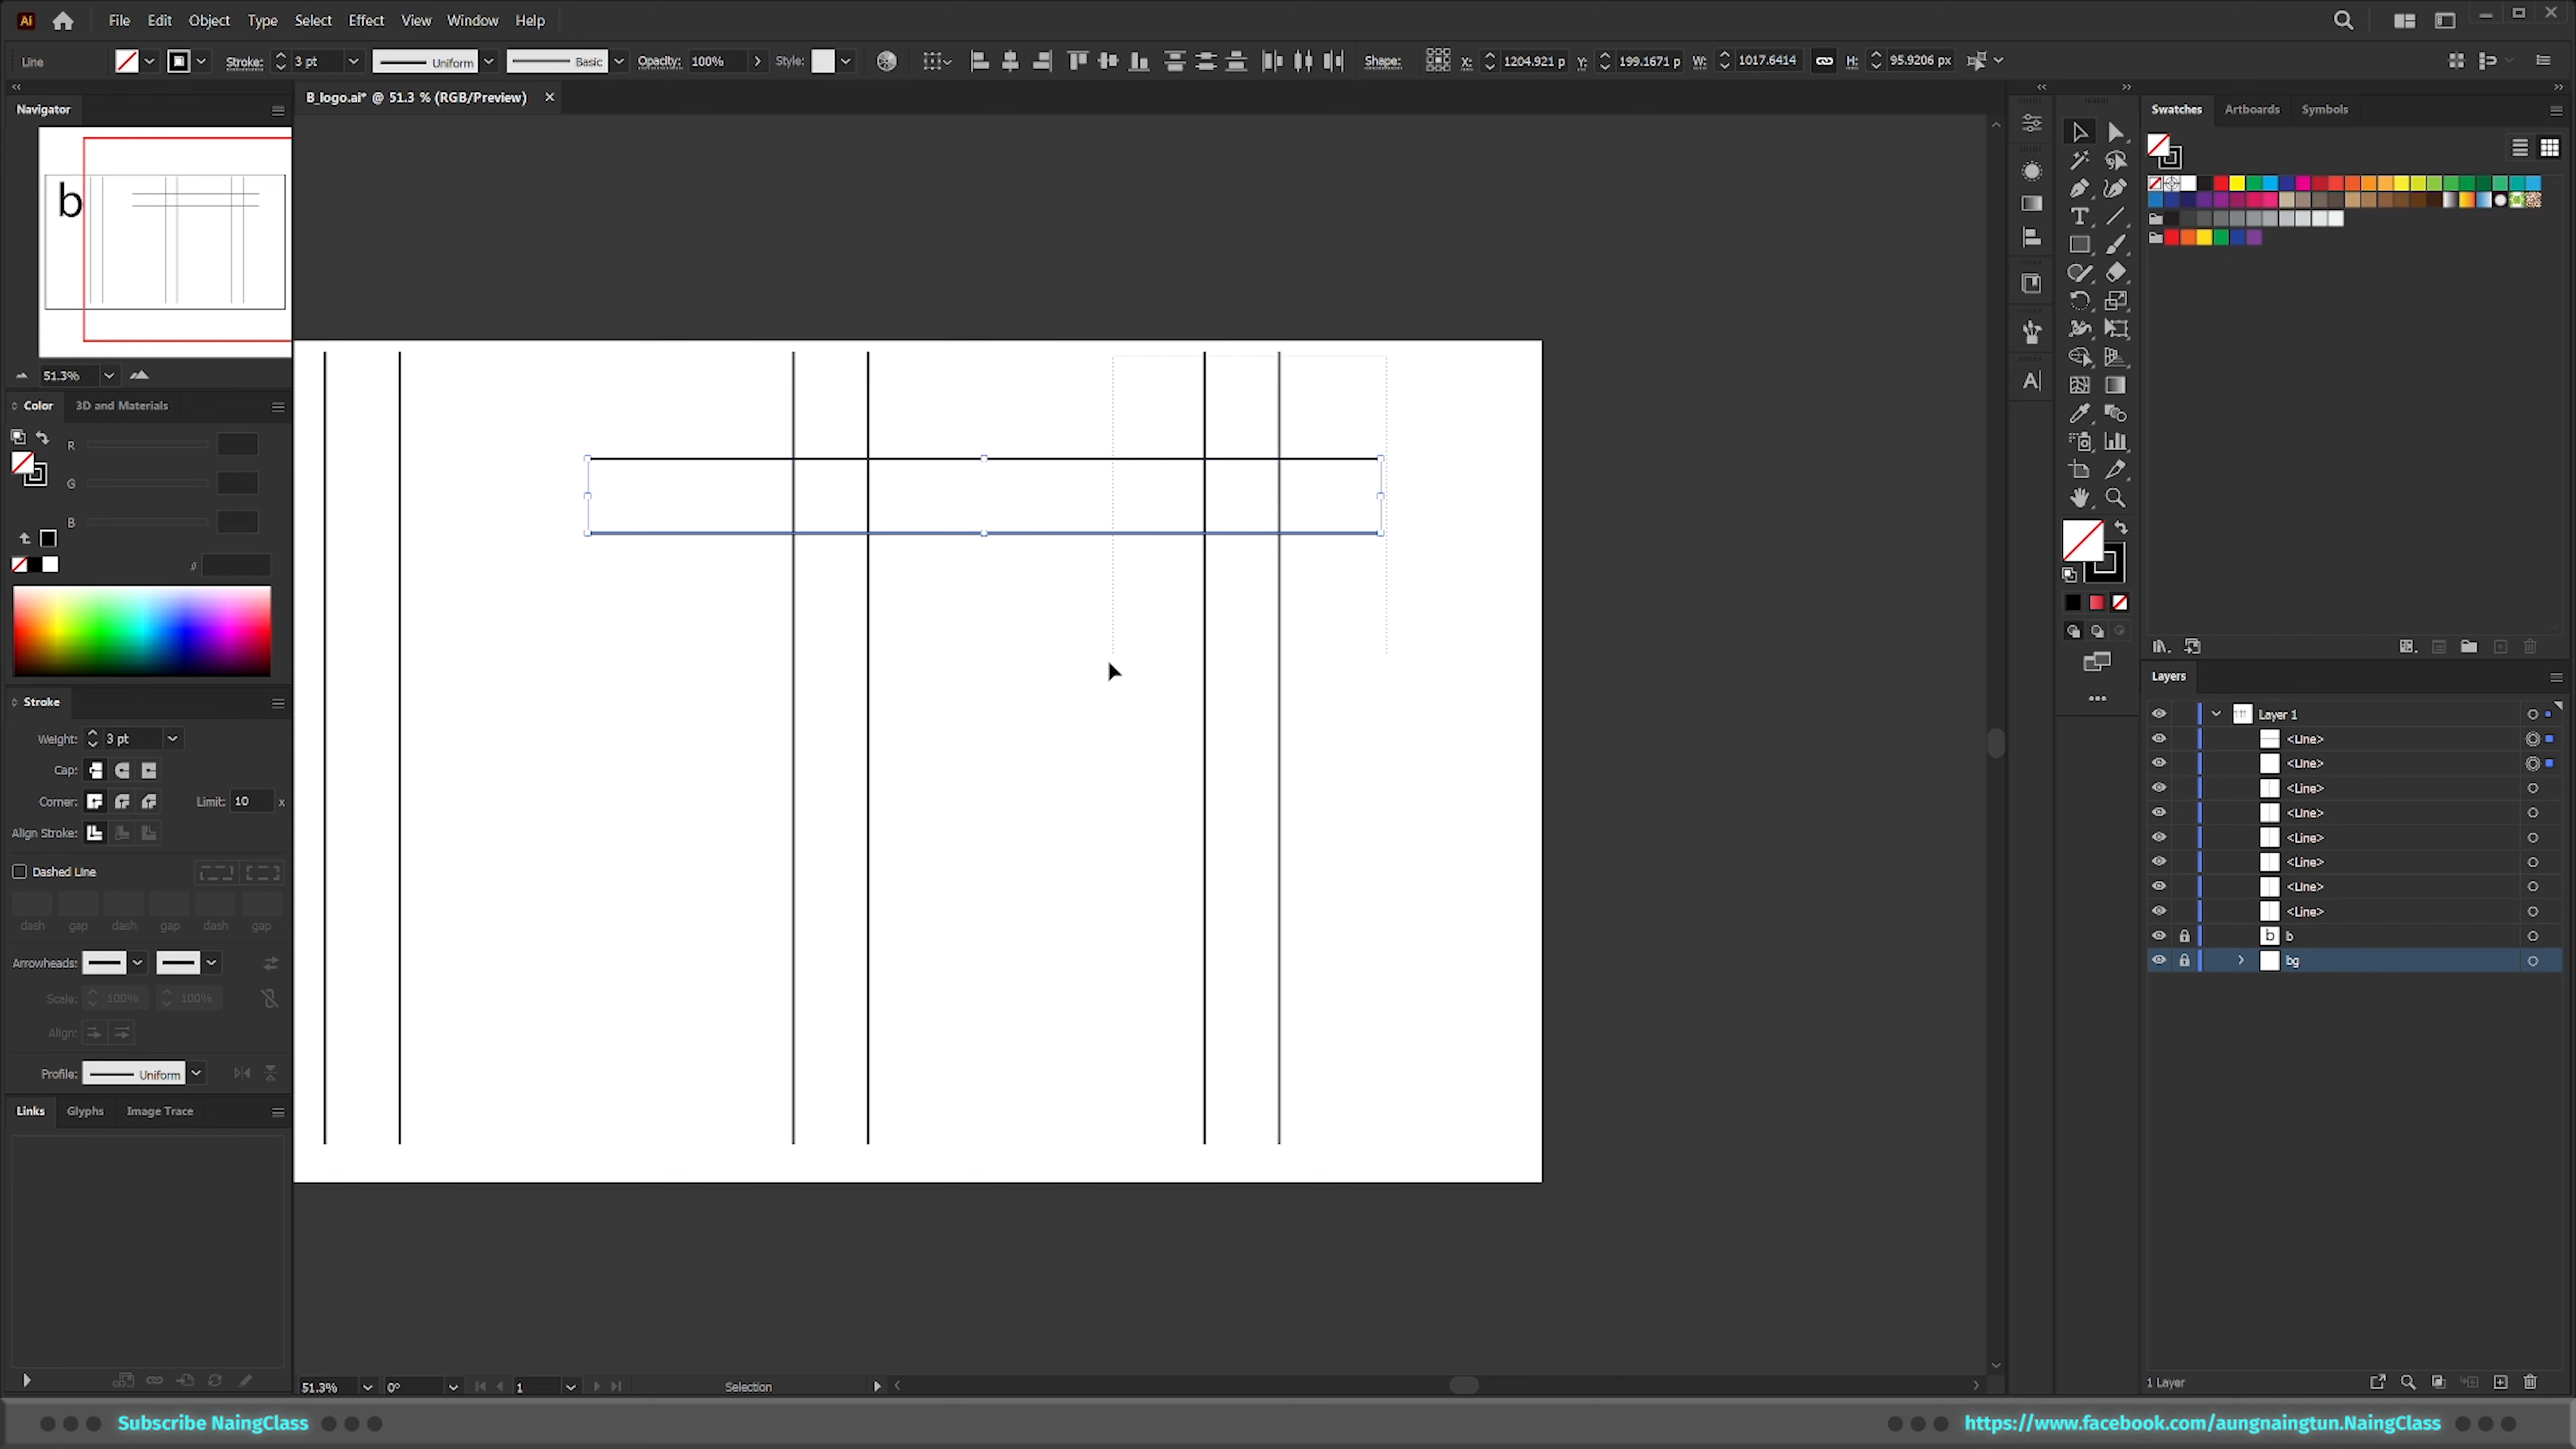 Ai File Edit Object Type Select Effect View Window Help
Line Stroke: 3 pt Uniform Basic Opacity: 100% Style: Shape: X: 1204.921 p Y: 199.1671 p W: 1017.6414 H: 95.9206 px
Navigator
B_logo.ai* @ 51.3 % (RGB/Preview)
Swatches Artboards Symbols
b
51.3%
Color 3D and Materials
R
G
B
Stroke
Weight: 3 pt
Cap:
Corner: Limit: 10 x
Align Stroke:
Dashed Line
dash gap dash gap dash gap
Arrowheads:
Scale: 100% 100%
Align:
Profile: Uniform
Links Glyphs Image Trace
Layers
Layer 1
<Line>
<Line>
<Line>
<Line>
<Line>
<Line>
<Line>
<Line>
b b
bg
51.3% 0° 1 Selection
1 Layer
Subscribe NaingClass
https://www.facebook.com/aungnaingtun.NaingClass